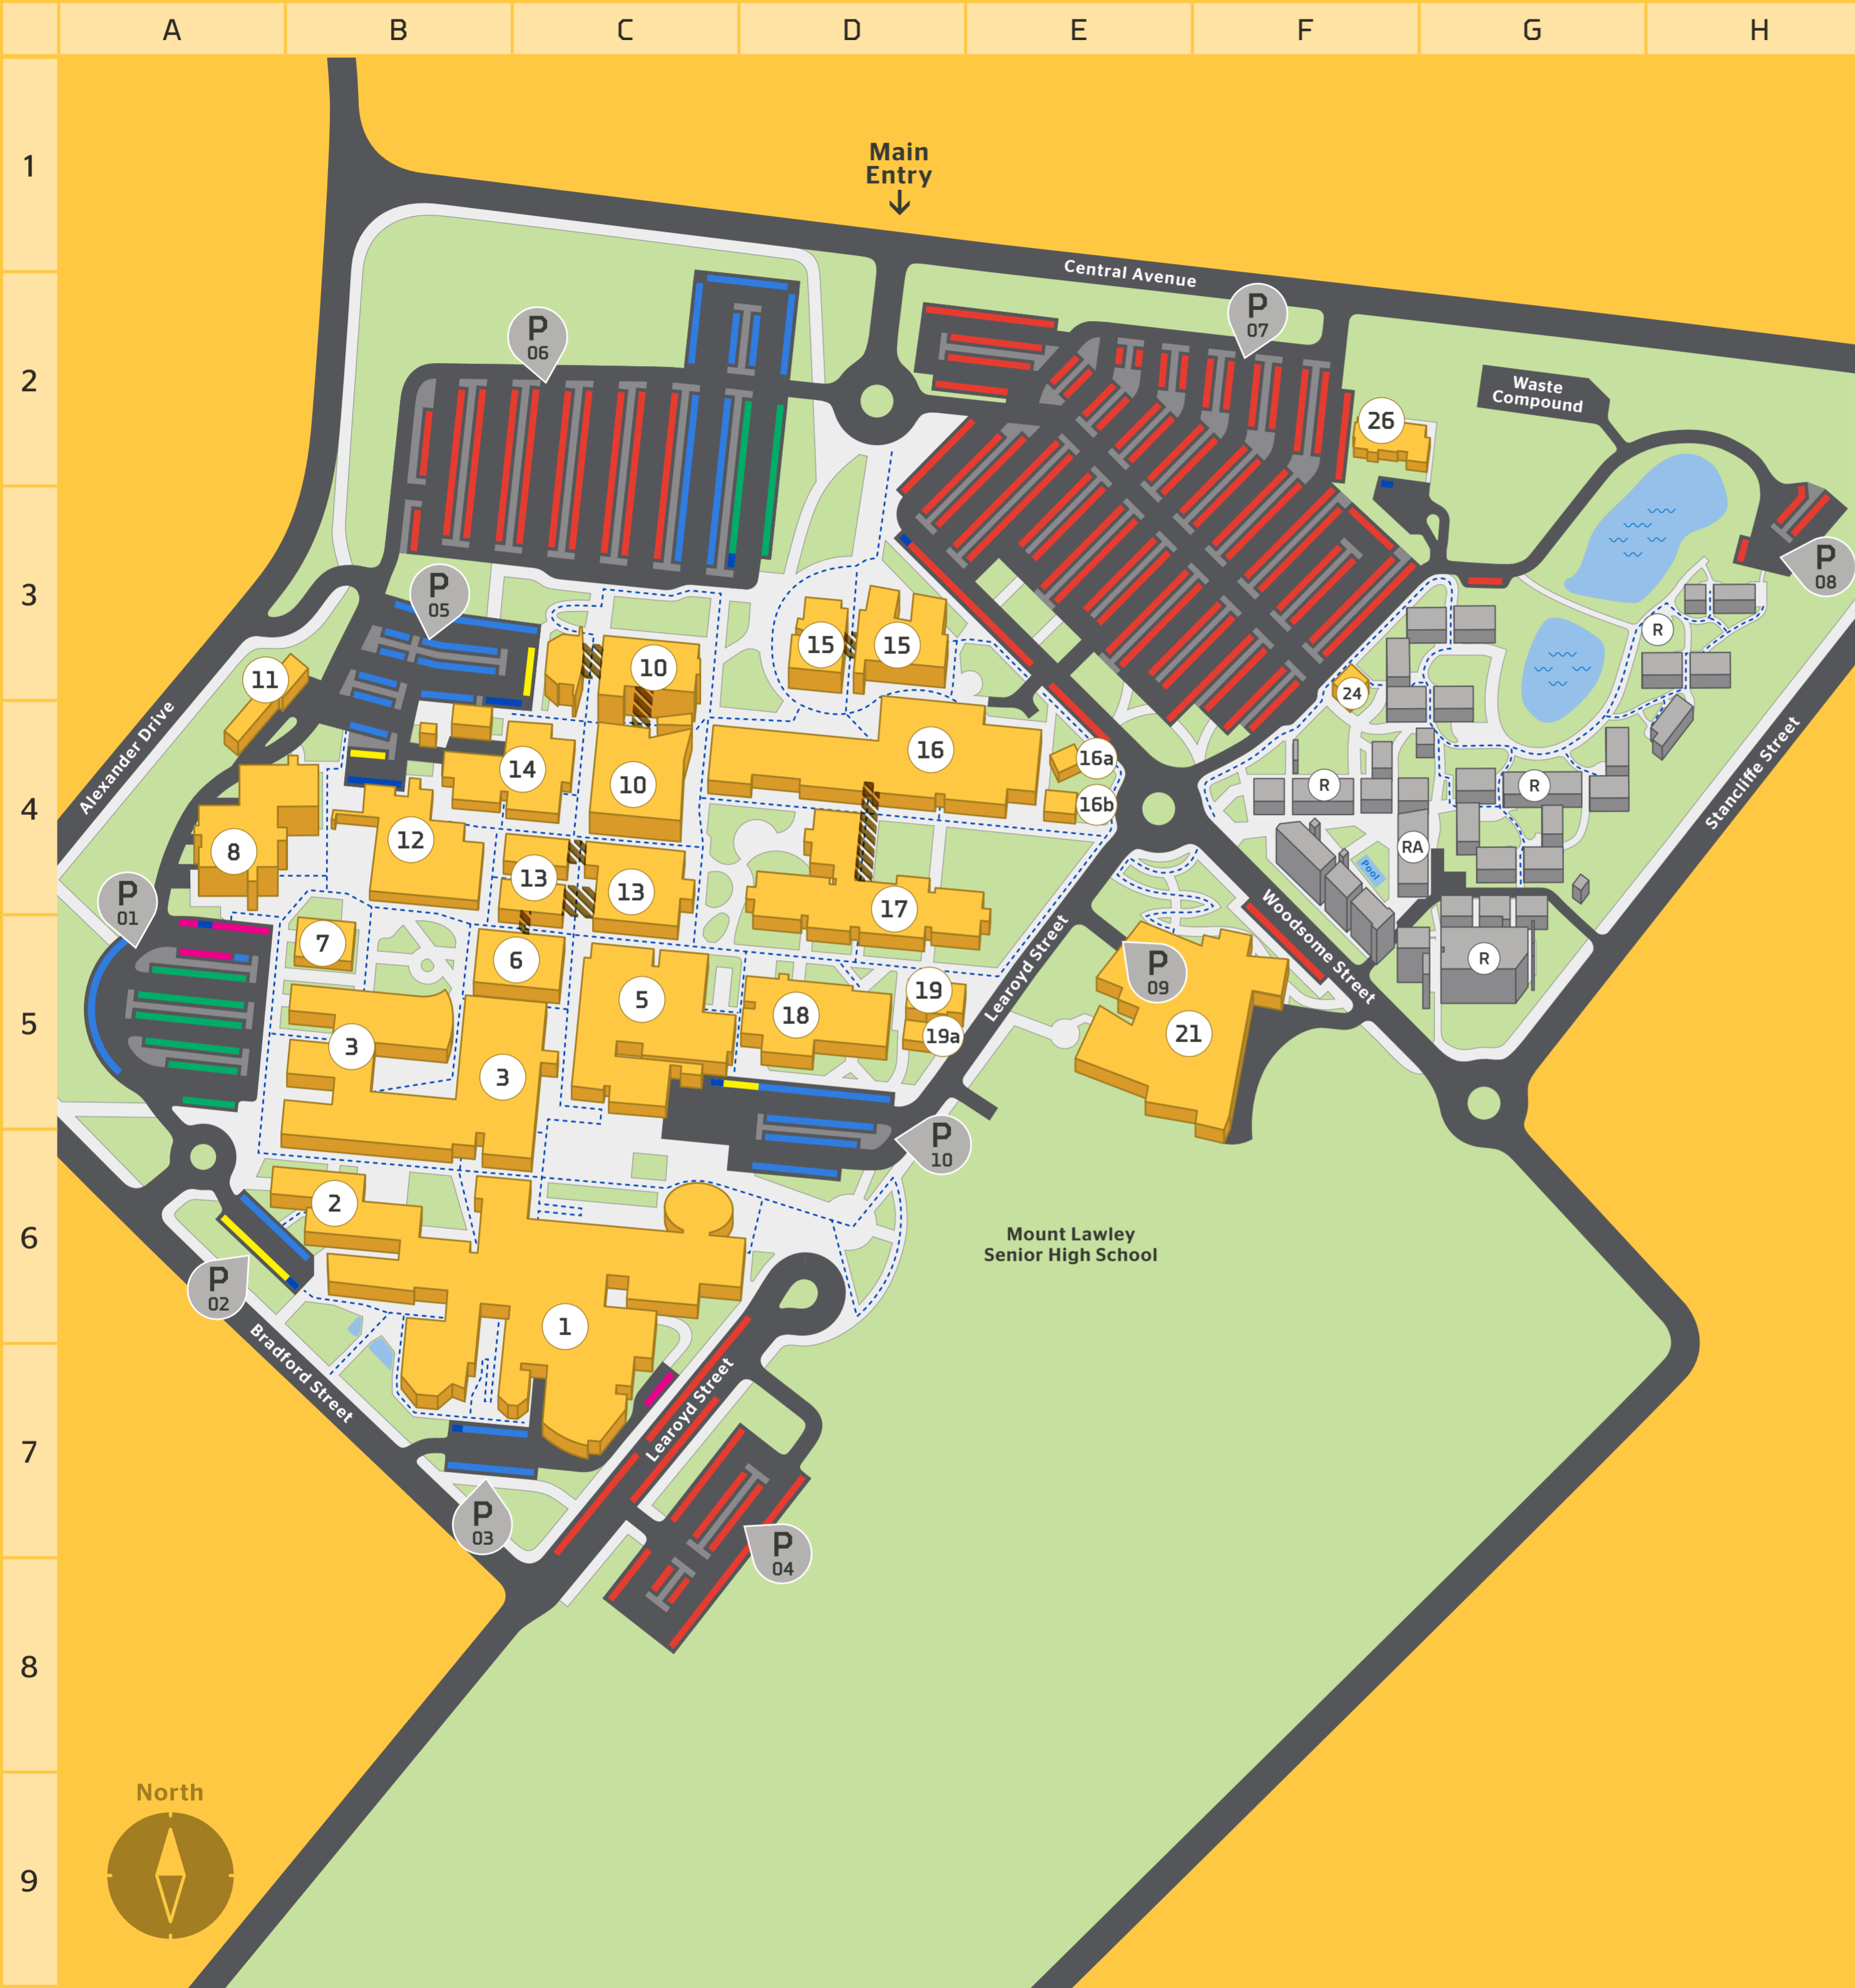 A B C D E F G H
1
Main
Entry
Central Avenue
P
07
P
06
2
Waste
Compound
26
P
08
3
P
05
R
15
15
10
11
24
Alexander Drive
16
16a
14
10
R
R
Stancliffe Street
4
16b
12
RA
8
Pool
13
13
P
01
17
Woodsome Street
7
6
R
P
09
Learoyd Street
19
5
18
5
21
19a
3
3
P
10
2
6
Mount Lawley
Senior High School
P
02
1
Bradford Street
Learoyd Street
7
P
03
P
04
8
North
9